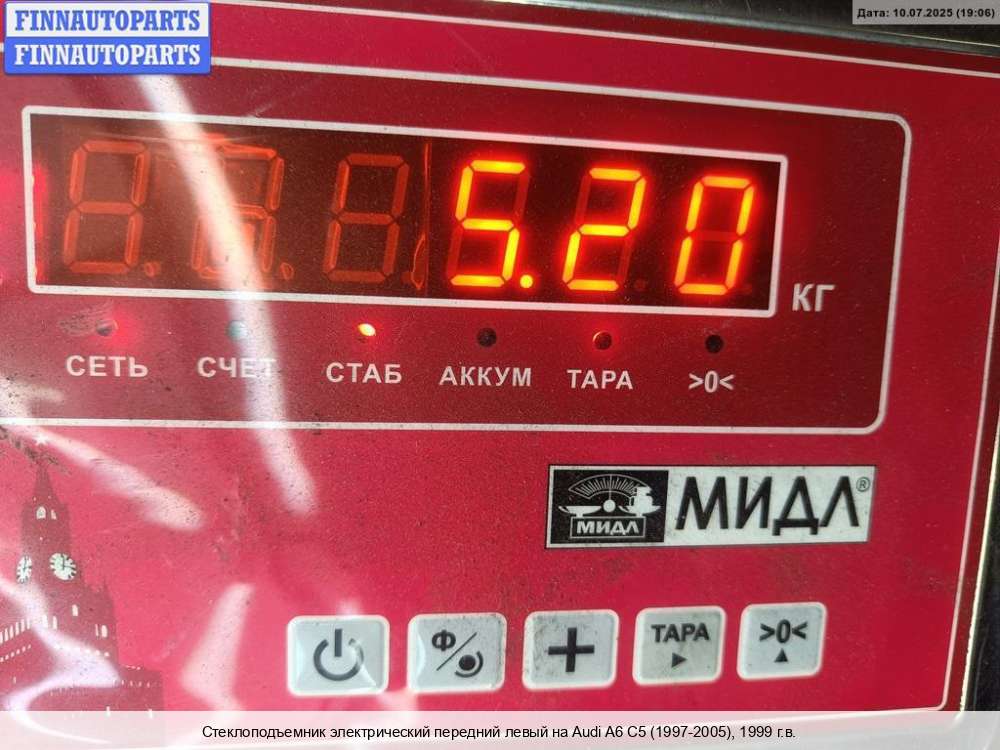 FINNAUTOPARTS
FINNAUTOPARTS
Дата: 10.07.2025 (19:06)
5.20
КГ
СЕТЬ СЧЕТ СТАБ АККУМ ТАРА >0<
МИДЛ МИДЛ®
Ф ТАРА >0<
Стеклоподъемник электрический передний левый на Audi A6 C5 (1997-2005), 1999 г.в.